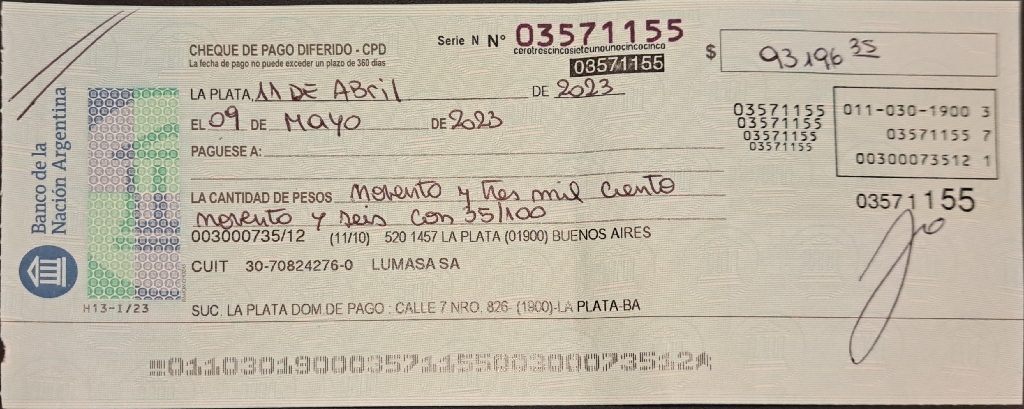 CHEQUE DE PAGO DIFERIDO - CPD
La fecha de pago no puede exceder un plazo de 360 días
Serie N Nº 03571155
cerotrescincosieteunounocincocinco
03571155
$ 93196 35
LA PLATA, 11 DE ABril DE 2023
EL 09 DE MAYO DE 2023
PAGUESE A:
LA CANTIDAD DE PESOS Noventa y tres mil ciento
noventa y seis con 35/100
003000735/12 (11/10) 520 1457 LA PLATA (01900) BUENOS AIRES
CUIT 30-70824276-0 LUMASA SA
SUC. LA PLATA DOM.DE PAGO : CALLE 7 NRO. 826- (1900)-LA PLATA-BA
03571155
03571155
03571155
03571155
011-030-1900 3
03571155 7
00300073512 1
03571155
Banco de la
Nación Argentina
H13-1/23
01103019000357115500300073512